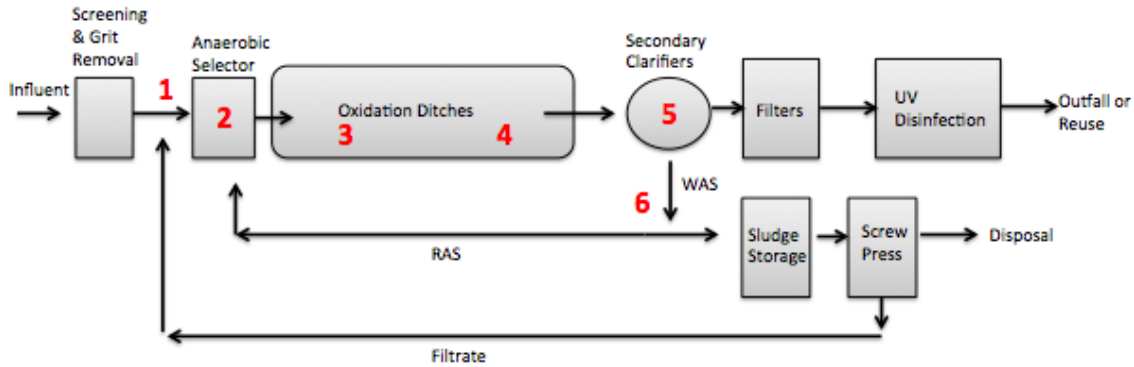 Screening
& Grit
Removal
Anaerobic
Selector
Secondary
Clarifiers
Influent
1
2
Oxidation Ditches
3
4
5
Filters
UV
Disinfection
Outfall or
Reuse
6
WAS
RAS
Sludge
Storage
Screw
Press
Disposal
Filtrate